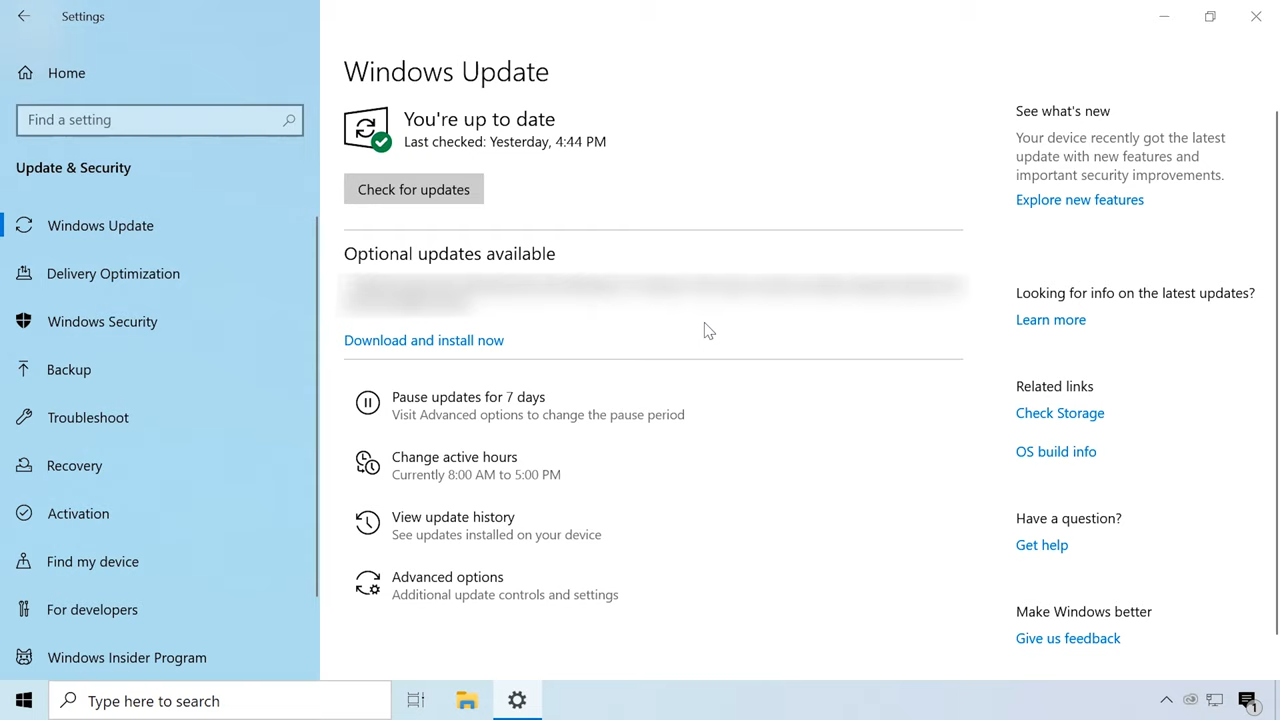 Settings
Home
Find a setting
Update & Security
Windows Update
Delivery Optimization
Windows Security
Backup
Troubleshoot
Recovery
Activation
Find my device
For developers
Windows Insider Program
Windows Update
You're up to date
Last checked: Yesterday, 4:44 PM
Check for updates
Optional updates available
Download and install now
Pause updates for 7 days
Visit Advanced options to change the pause period
Change active hours
Currently 8:00 AM to 5:00 PM
View update history
See updates installed on your device
Advanced options
Additional update controls and settings
See what's new
Your device recently got the latest
update with new features and
important security improvements.
Explore new features
Looking for info on the latest updates?
Learn more
Related links
Check Storage
OS build info
Have a question?
Get help
Make Windows better
Give us feedback
Type here to search
1